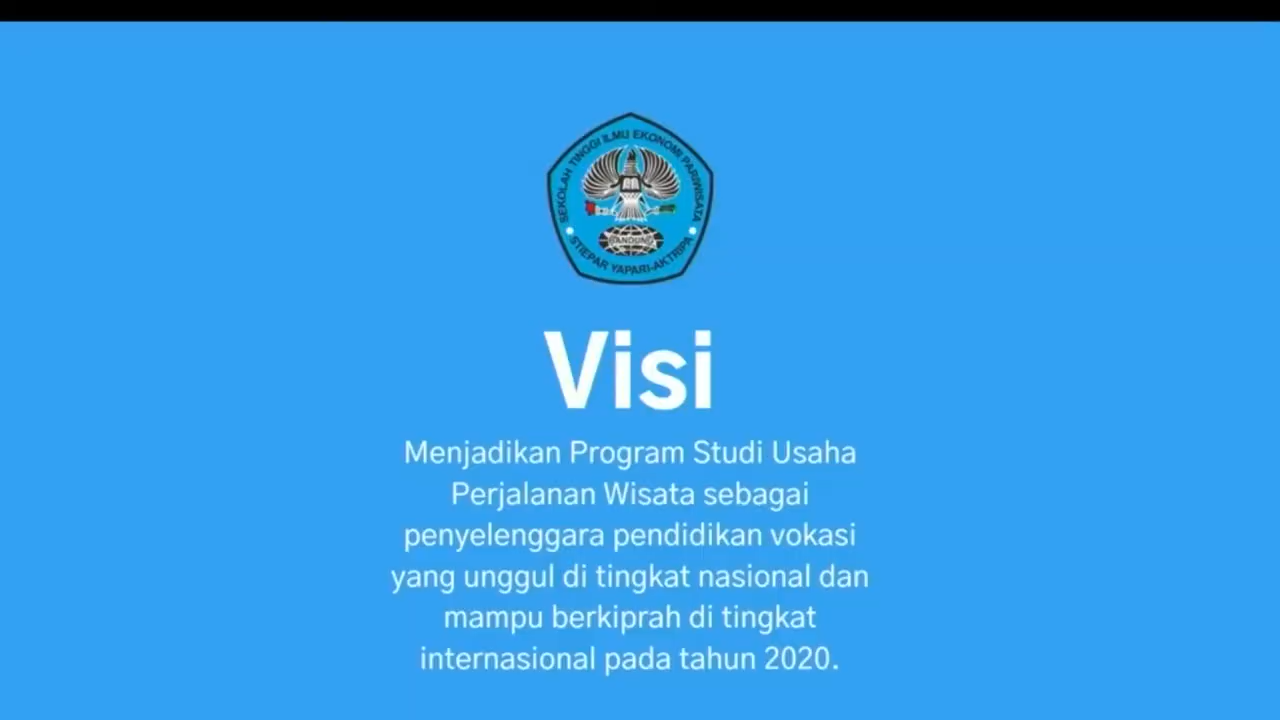 SEKOLAH TINGGI ILMU EKONOMI PARIWISATA
BANDUNG
STIEPAR YAPARI-AKTRIPA
Visi
Menjadikan Program Studi Usaha
Perjalanan Wisata sebagai
penyelenggara pendidikan vokasi
yang unggul di tingkat nasional dan
mampu berkiprah di tingkat
internasional pada tahun 2020.